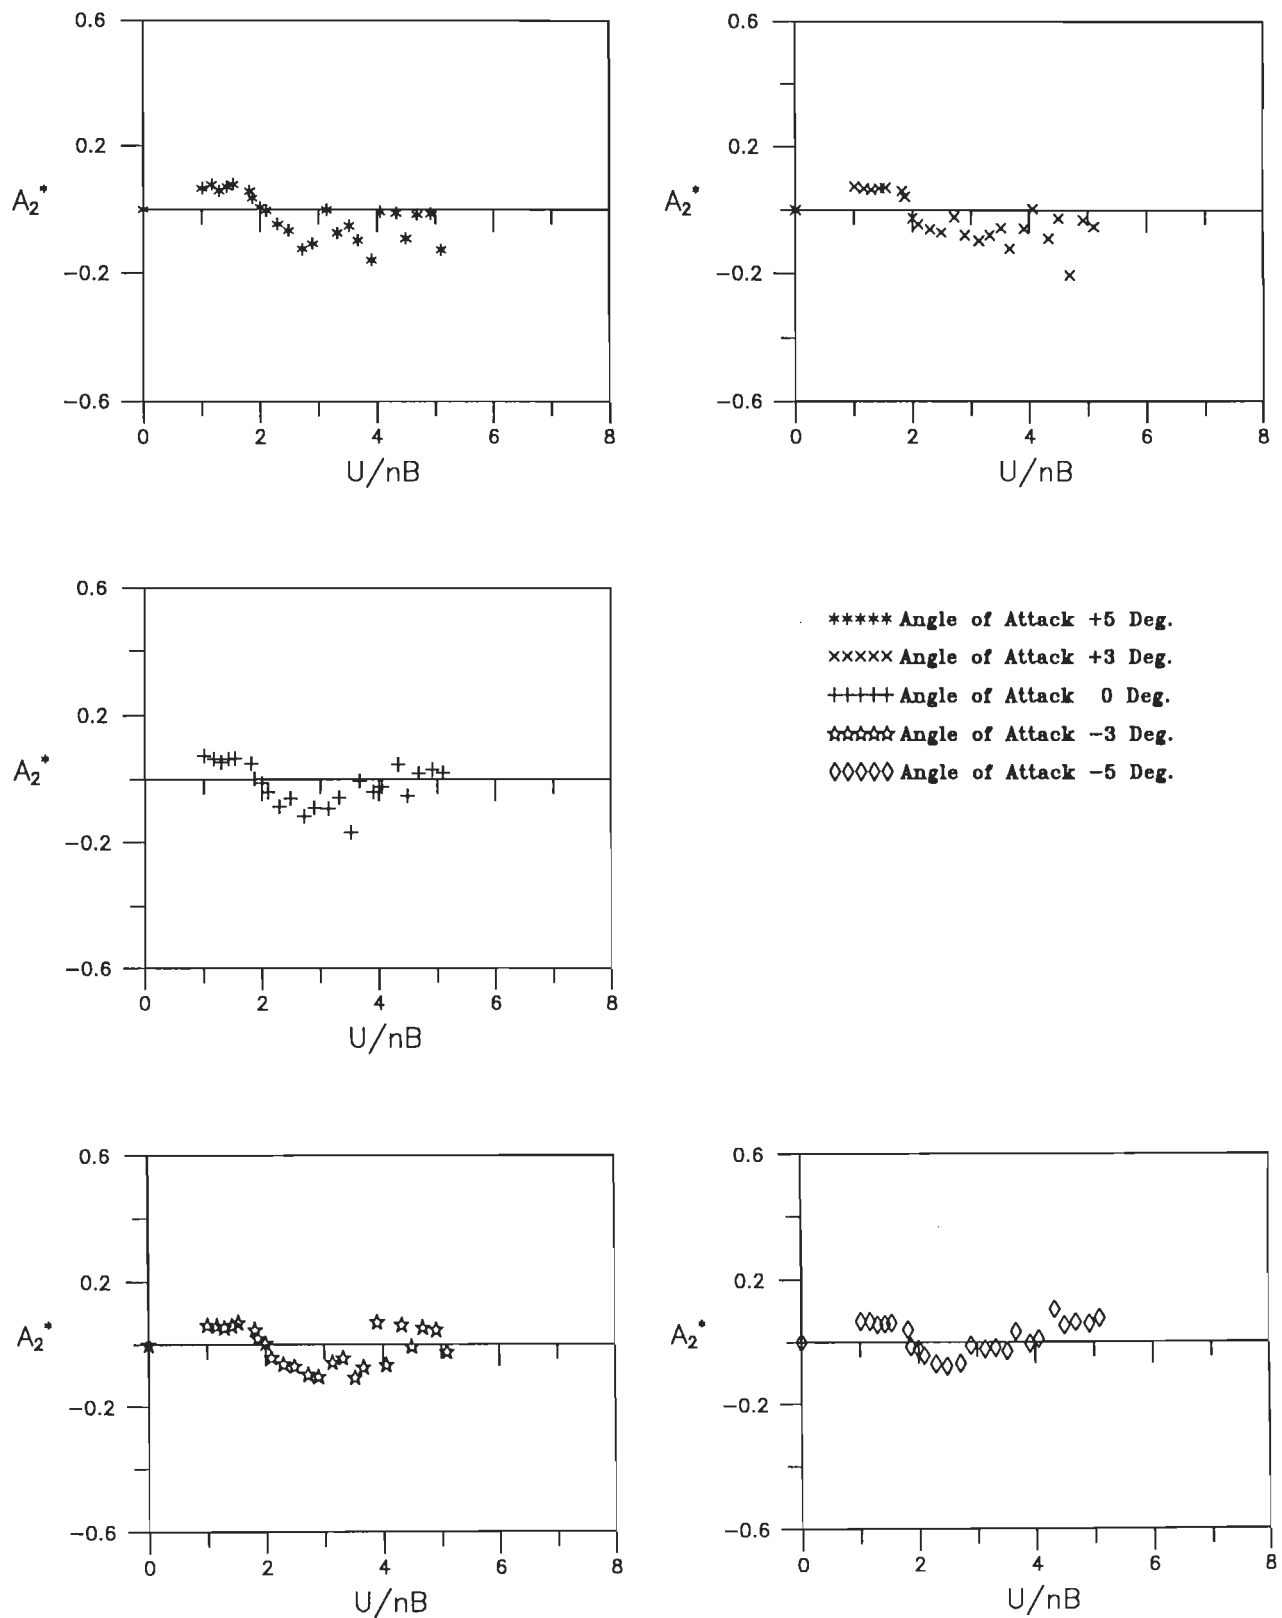 0.6
0.2
A₂*
−0.2
−0.6
0 2 4 6 8
U/nB
0.6
0.2
A₂*
−0.2
−0.6
0 2 4 6 8
U/nB
0.6
0.2
A₂*
−0.2
−0.6
0 2 4 6 8
U/nB
Angle of Attack +5 Deg.
Angle of Attack +3 Deg.
Angle of Attack 0 Deg.
Angle of Attack −3 Deg.
Angle of Attack −5 Deg.
0.6
0.2
A₂*
−0.2
−0.6
0 2 4 6 8
U/nB
0.6
0.2
A₂*
−0.2
−0.6
0 2 4 6 8
U/nB